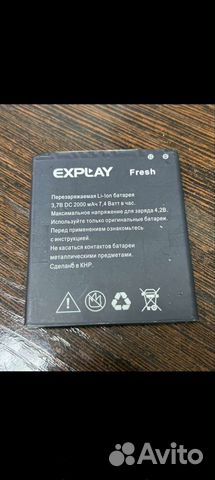 EXPLAY Fresh
Перезаряжаемая Li-Ion батарея
3,7В DC 2000 мАч 7,4 Ватт в час.
Максимальное напряжение для заряда 4,2В.
Используйте только оригинальные батареи.
Перед применением ознакомьтесь
с инструкцией.
Не касаться контактов батареи
металлическими предметами.
Сделанб в КНР.
Avito